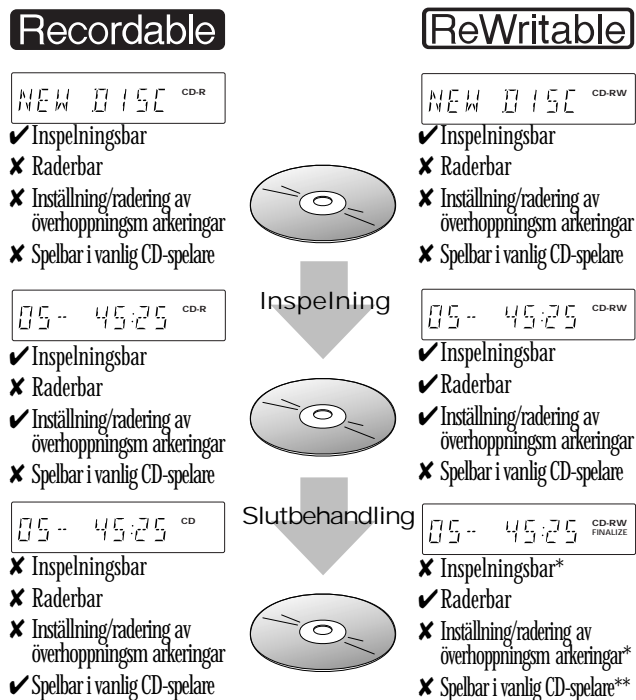 Recordable
NEW DISC CD-R
✔ Inspelningsbar
✘ Raderbar
✘ Inställning/radering av
överhoppningsm arkeringar
✘ Spelbar i vanlig CD-spelare
ReWritable
NEW DISC CD-RW
✔ Inspelningsbar
✘ Raderbar
✘ Inställning/radering av
överhoppningsm arkeringar
✘ Spelbar i vanlig CD-spelare
Inspelning
05- 45:25 CD-R
✔ Inspelningsbar
✘ Raderbar
✔ Inställning/radering av
överhoppningsm arkeringar
✘ Spelbar i vanlig CD-spelare
05- 45:25 CD-RW
✔ Inspelningsbar
✔ Raderbar
✔ Inställning/radering av
överhoppningsm arkeringar
✘ Spelbar i vanlig CD-spelare
Slutbehandling
05- 45:25 CD
✘ Inspelningsbar
✘ Raderbar
✘ Inställning/radering av
överhoppningsm arkeringar
✔ Spelbar i vanlig CD-spelare
05- 45:25 CD-RW
FINALIZE
✘ Inspelningsbar*
✔ Raderbar
✘ Inställning/radering av
överhoppningsm arkeringar*
✘ Spelbar i vanlig CD-spelare**